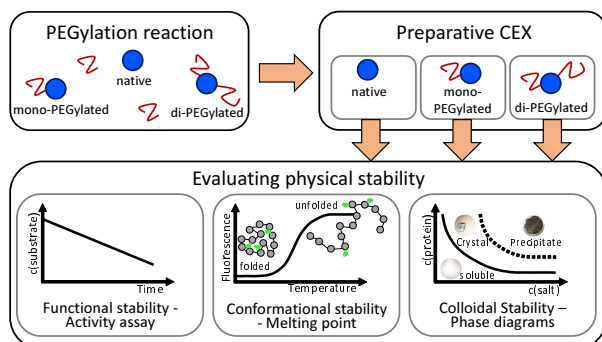 PEGylation reaction
native
mono-PEGylated
di-PEGylated
Preparative CEX
native
mono-
PEGylated
di-PEGylated
Evaluating physical stability
c(substrate)
Time
Functional stability -
Activity assay
Fluorescence
unfolded
folded
Temperature
Conformational stability
- Melting point
c(protein)
Crystal
Precipitate
soluble
c(salt)
Colloidal Stability –
Phase diagrams